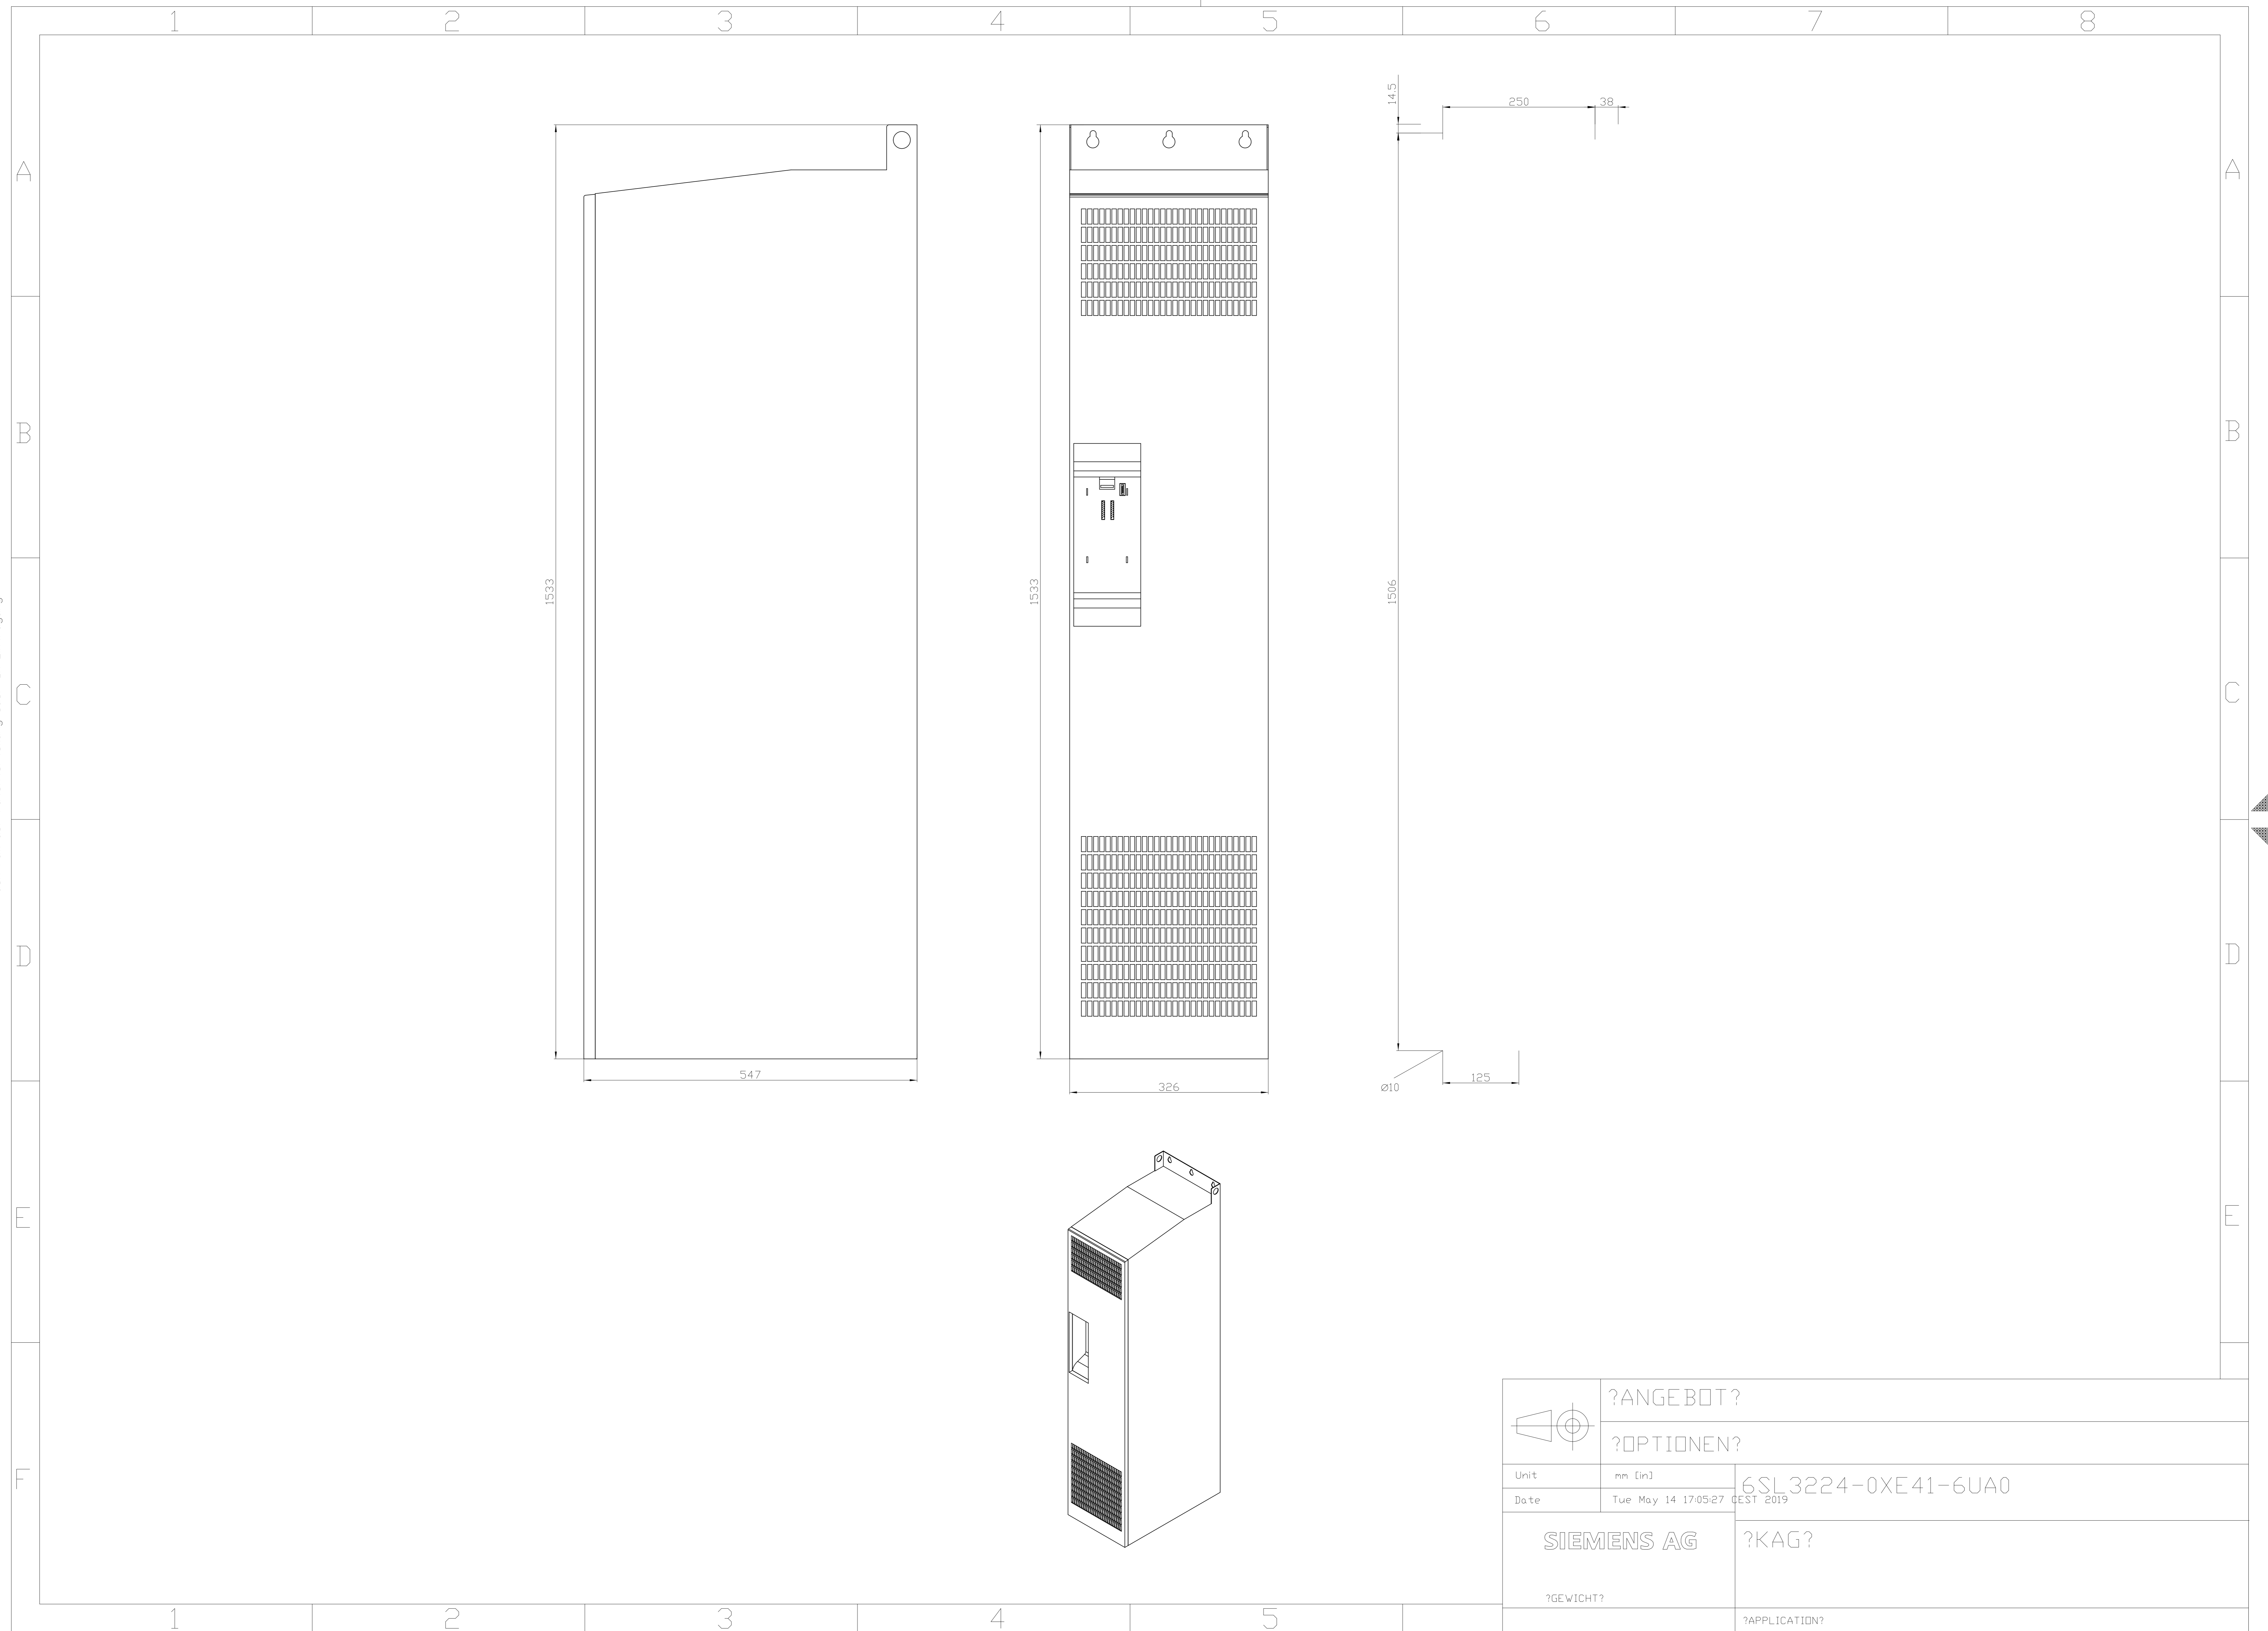 1 2 3 4 5 6 7 8
14.5
250
38
A
A
B
B
1533
1533
1506
C
C
D
D
547
326
125
Ø10
E
E
F
?ANGEBOT?
?OPTIONEN?
Unit
mm [in]
6SL3224-0XE41-6UA0
Date
Tue May 14 17:05:27 CEST 2019
SIEMENS AG
?KAG?
?GEWICHT?
?APPLICATION?
1 2 3 4 5